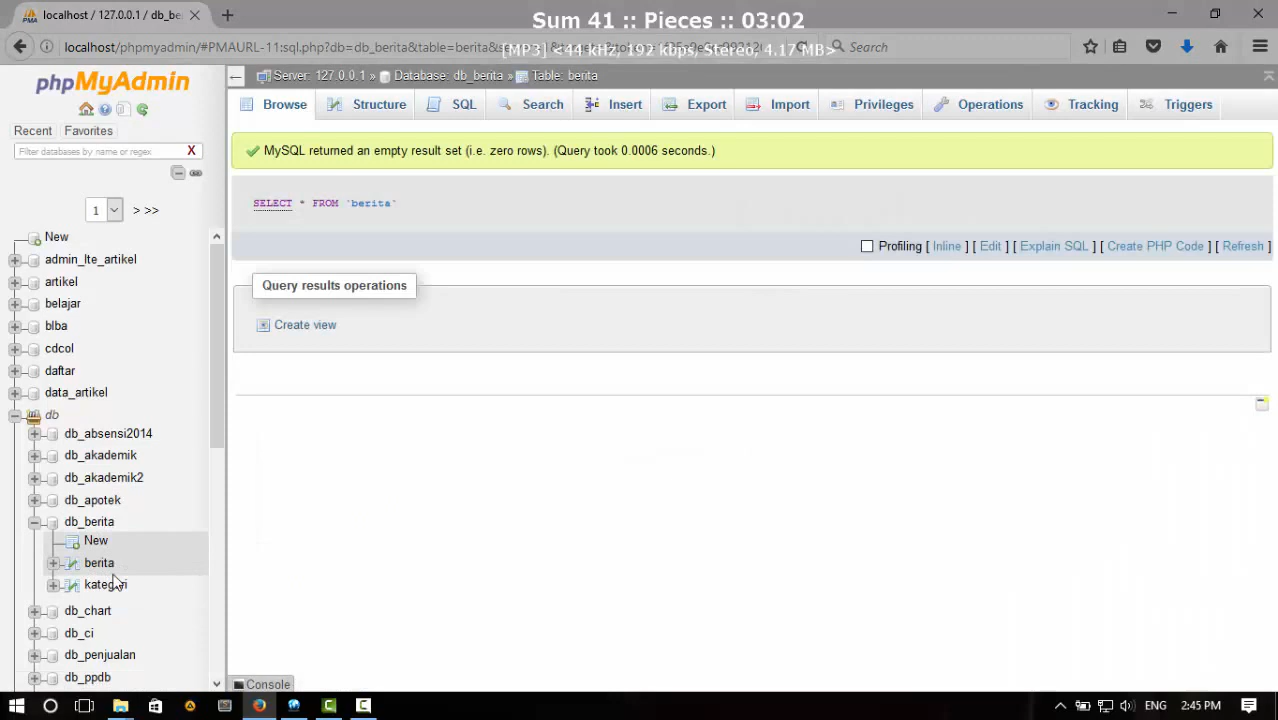 localhost / 127.0.0.1 / db_be
Sum 41 :: Pieces :: 03:02
localhost/phpmyadmin/#PMAURL-11:sql.php?db=db_berita&table=berita&
[MP3] <44 kHz, 192 kbps, Stereo, 4.17 MB>
Search
phpMyAdmin
Server: 127.0.0.1 » Database: db_berita » Table: berita
Browse Structure SQL Search Insert Export Import Privileges Operations Tracking Triggers
Recent Favorites
Filter databases by name or regex X
MySQL returned an empty result set (i.e. zero rows). (Query took 0.0006 seconds.)
1 > >>
SELECT * FROM `berita`
Profiling [ Inline ] [ Edit ] [ Explain SQL ] [ Create PHP Code ] [ Refresh ]
Query results operations
Create view
New
admin_lte_artikel
artikel
belajar
blba
cdcol
daftar
data_artikel
db
db_absensi2014
db_akademik
db_akademik2
db_apotek
db_berita
New
berita
kategori
db_chart
db_ci
db_penjualan
db_ppdb
Console
ENG 2:45 PM